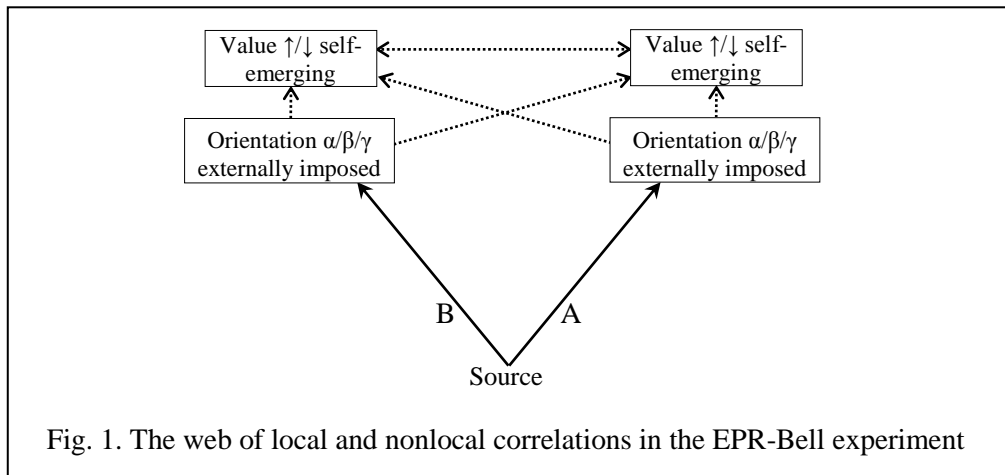 Value ↑/↓ self-
emerging
Value ↑/↓ self-
emerging
Orientation α/β/γ
externally imposed
Orientation α/β/γ
externally imposed
B
A
Source
Fig. 1. The web of local and nonlocal correlations in the EPR-Bell experiment